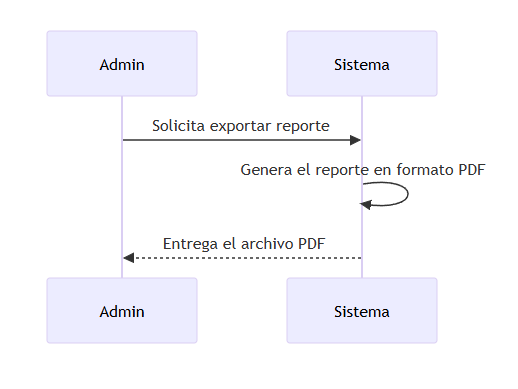 Admin
Sistema
Solicita exportar reporte
Genera el reporte en formato PDF
Entrega el archivo PDF
Admin
Sistema